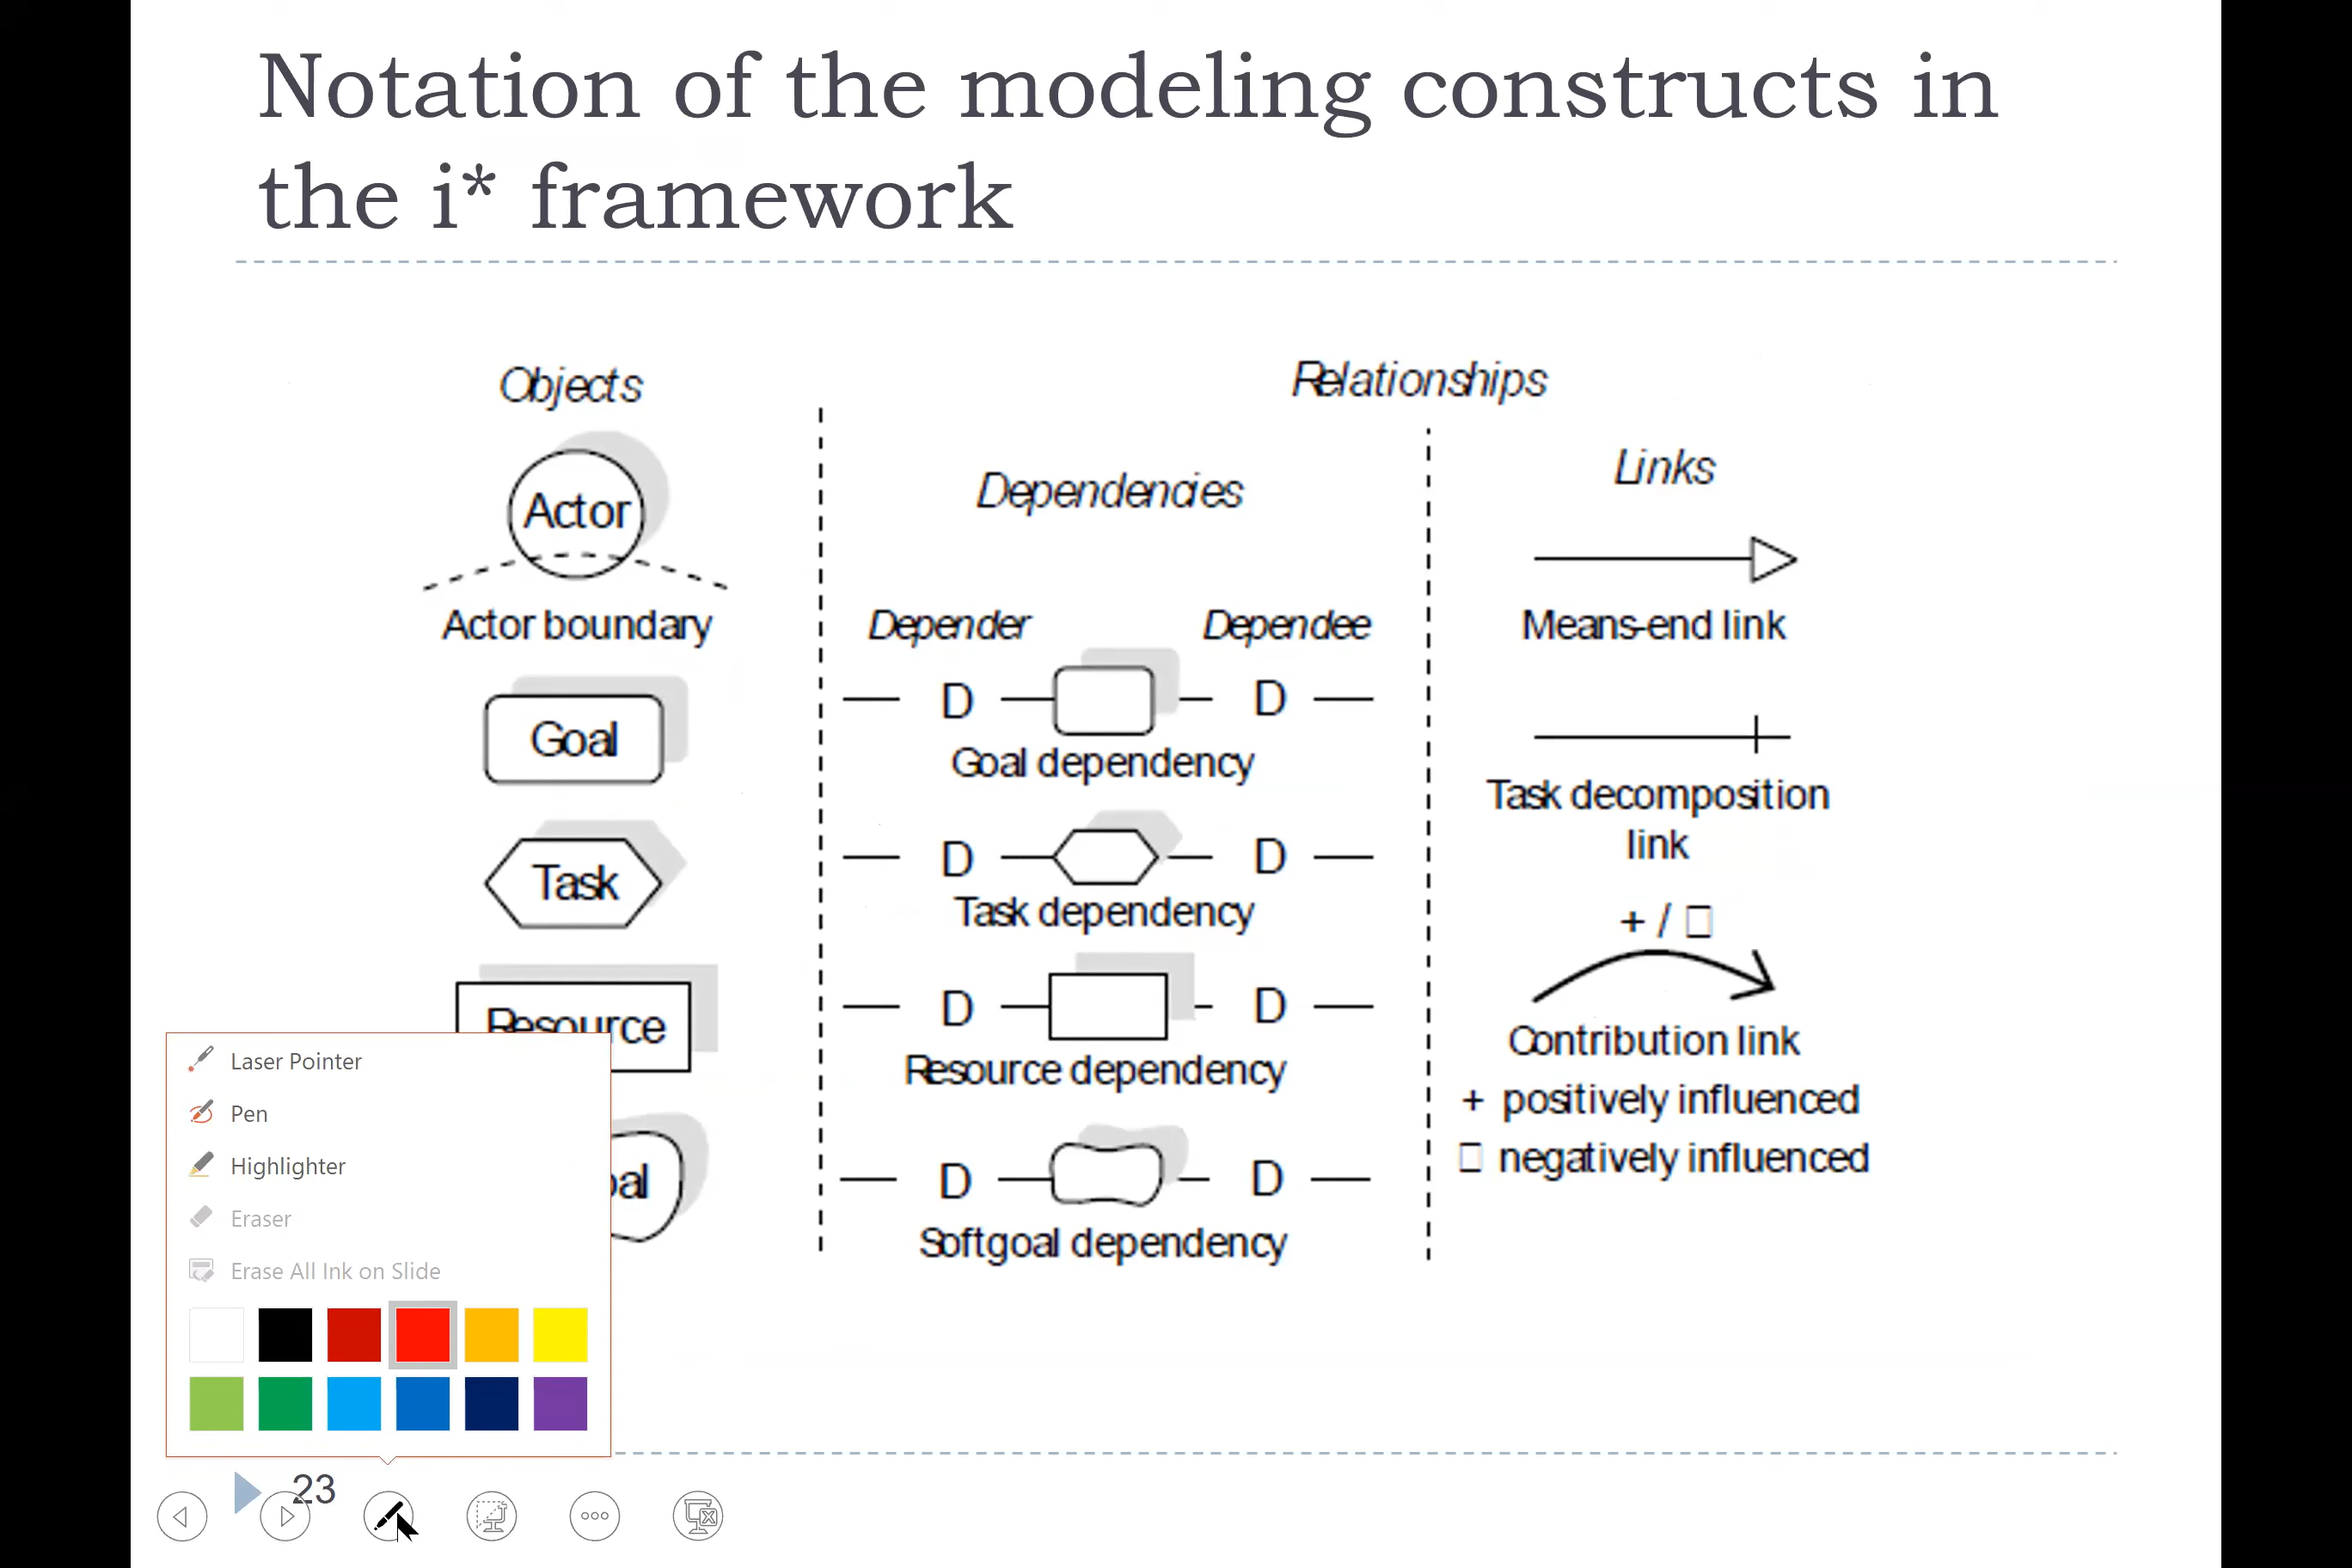 Notation of the modeling constructs in
the i* framework
Objects
Relationships
Actor
Actor boundary
Goal
Task
Resource
Dependencies
Depender
Dependee
D
D
Goal dependency
D
D
Task dependency
D
D
Resource dependency
D
D
Softgoal dependency
Links
Means-end link
Task decomposition
link
+ / □
Contribution link
+ positively influenced
□ negatively influenced
Laser Pointer
Pen
Highlighter
Eraser
Erase All Ink on Slide
23